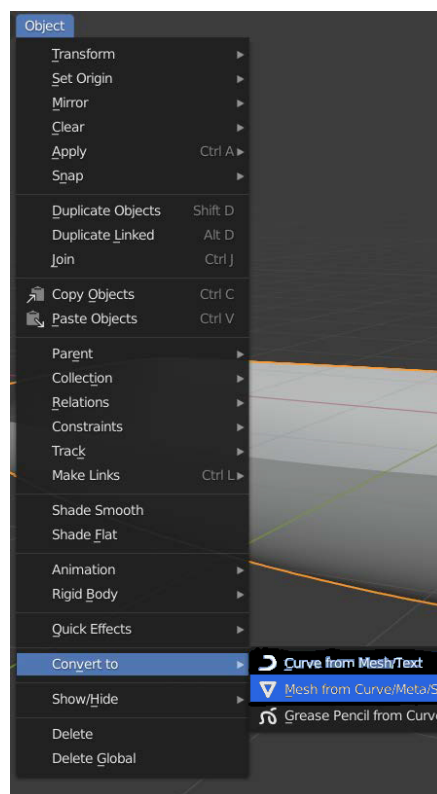 Object
Transform
Set Origin
Mirror
Clear
Apply Ctrl A
Snap
Duplicate Objects Shift D
Duplicate Linked Alt D
Join Ctrl J
Copy Objects Ctrl C
Paste Objects Ctrl V
Parent
Collection
Relations
Constraints
Track
Make Links Ctrl L
Shade Smooth
Shade Flat
Animation
Rigid Body
Quick Effects
Convert to
Curve from Mesh/Text
Mesh from Curve/Meta/S
Show/Hide
Grease Pencil from Curve
Delete
Delete Global